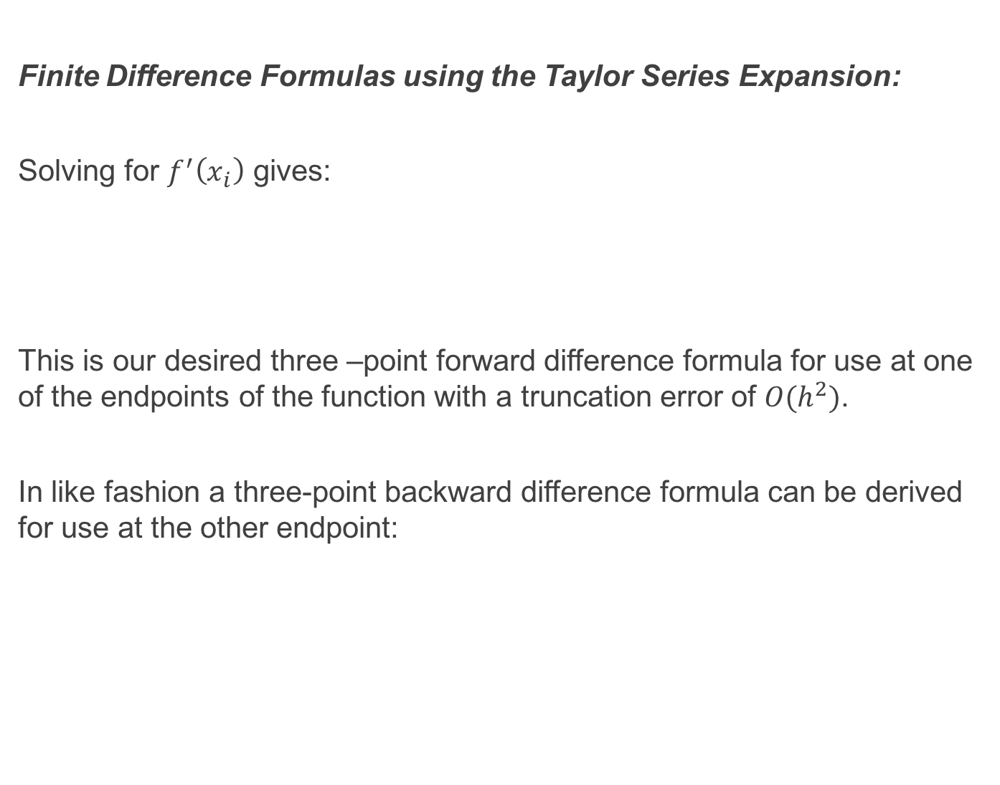 Finite Difference Formulas using the Taylor Series Expansion:
Solving for 𝑓′(𝑥ᵢ) gives:
This is our desired three –point forward difference formula for use at one
of the endpoints of the function with a truncation error of 𝑂(ℎ²).
In like fashion a three-point backward difference formula can be derived
for use at the other endpoint: